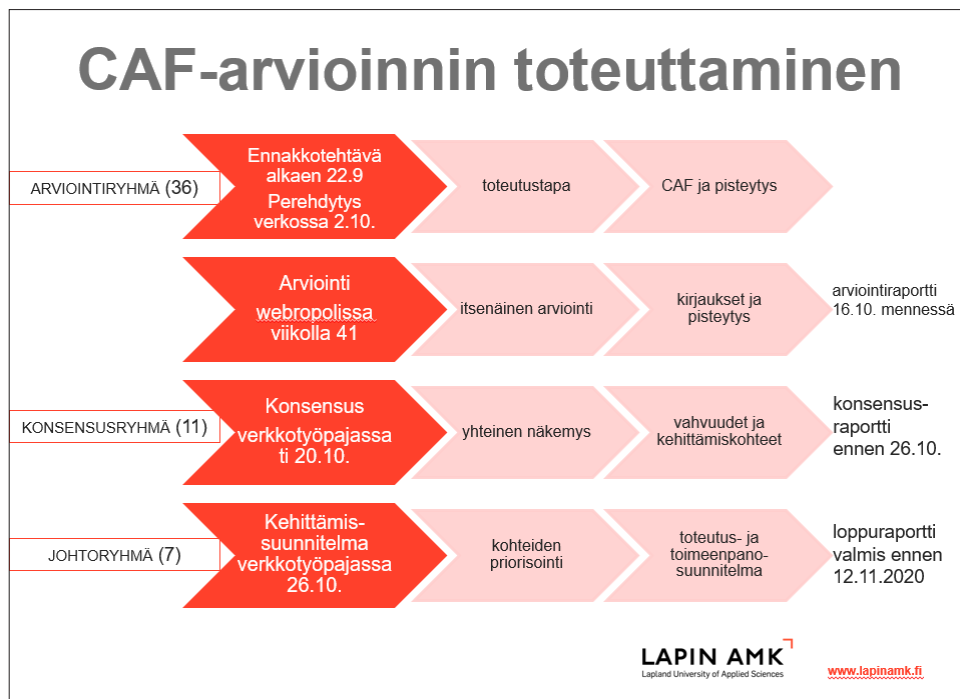 CAF-arvioinnin toteuttaminen
ARVIOINTIRYHMÄ (36)
Ennakkotehtävä
alkaen 22.9
Perehdytys
verkossa 2.10.
toteutustapa
CAF ja pisteytys
Arviointi
webropolissa
viikolla 41
itsenäinen arviointi
kirjaukset ja
pisteytys
arviointiraportti
16.10. mennessä
KONSENSUSRYHMÄ (11)
Konsensus
verkkotyöpajassa
ti 20.10.
yhteinen näkemys
vahvuudet ja
kehittämiskohteet
konsensus-
raportti
ennen 26.10.
JOHTORYHMÄ (7)
Kehittämis-
suunnitelma
verkkotyöpajassa
26.10.
kohteiden
priorisointi
toteutus- ja
toimeenpano-
suunnitelma
loppuraportti
valmis ennen
12.11.2020
LAPIN AMK
Lapland University of Applied Sciences
www.lapinamk.fi